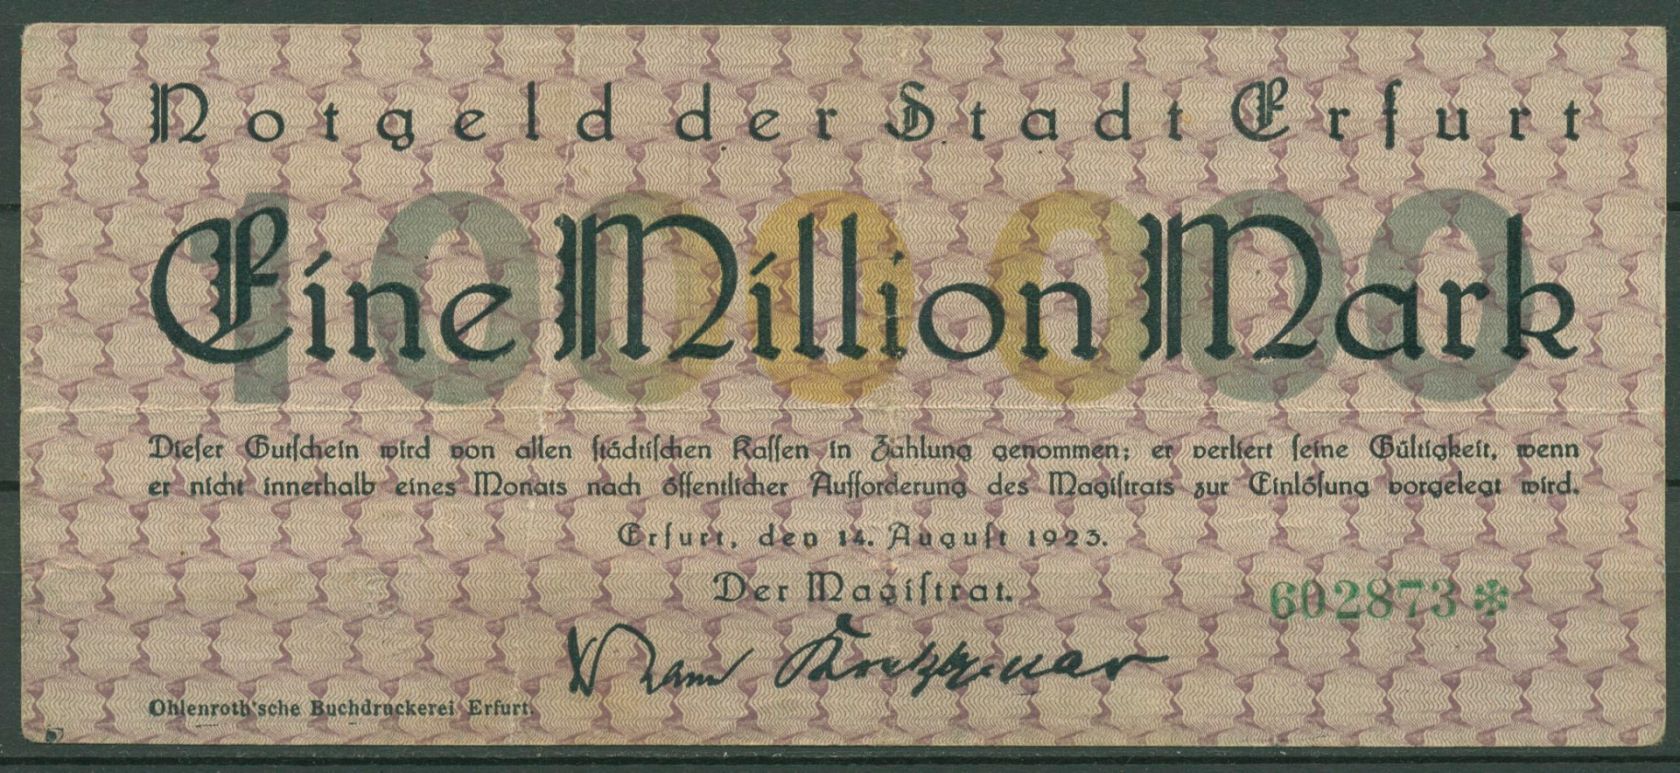 Notgeld der Stadt Erfurt
1000000
Eine Million Mark
Dieser Gutschein wird von allen städtischen Kassen in Zahlung genommen; er verliert seine Gültigkeit, wenn
er nicht innerhalb eines Monats nach öffentlicher Aufforderung des Magistrats zur Einlösung vorgelegt wird.
Erfurt, den 14. August 1923.
Der Magistrat.
602873 *
Ohlenroth'sche Buchdruckerei Erfurt.